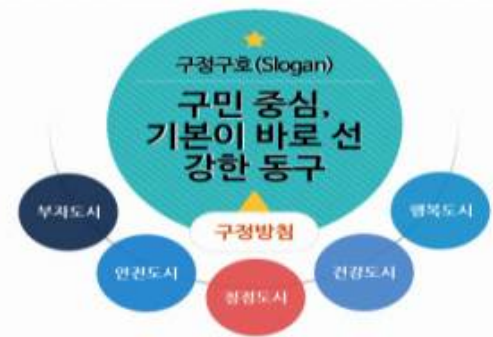 구정구호(Slogan)
구민 중심,
기본이 바로 선
강한 동구
구정방침
부자도시
안전도시
청정도시
건강도시
행복도시